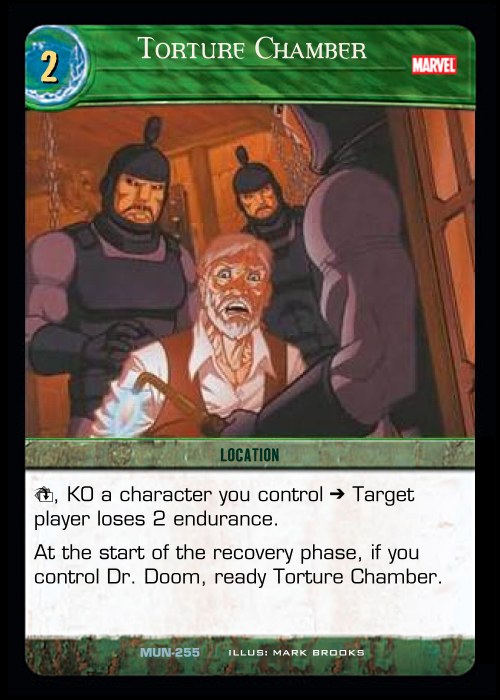 2
Torture Chamber
MARVEL
LOCATION
, KO a character you control ➔ Target
player loses 2 endurance.
At the start of the recovery phase, if you
control Dr. Doom, ready Torture Chamber.
MUN-255 ILLUS: MARK BROOKS